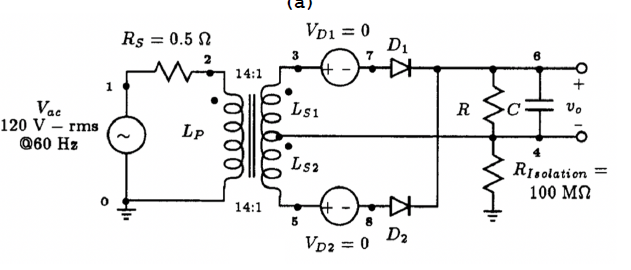 (a)
V_D1 = 0
D_1
R_S = 0.5 Ω
2
3
7
6
1
14:1
+ -
+
V_ac
120 V – rms
@60 Hz
~
L_P
L_S1
R
C
v_o
-
4
L_S2
R_Isolation =
100 MΩ
0
14:1
5
+ -
8
D_2
V_D2 = 0